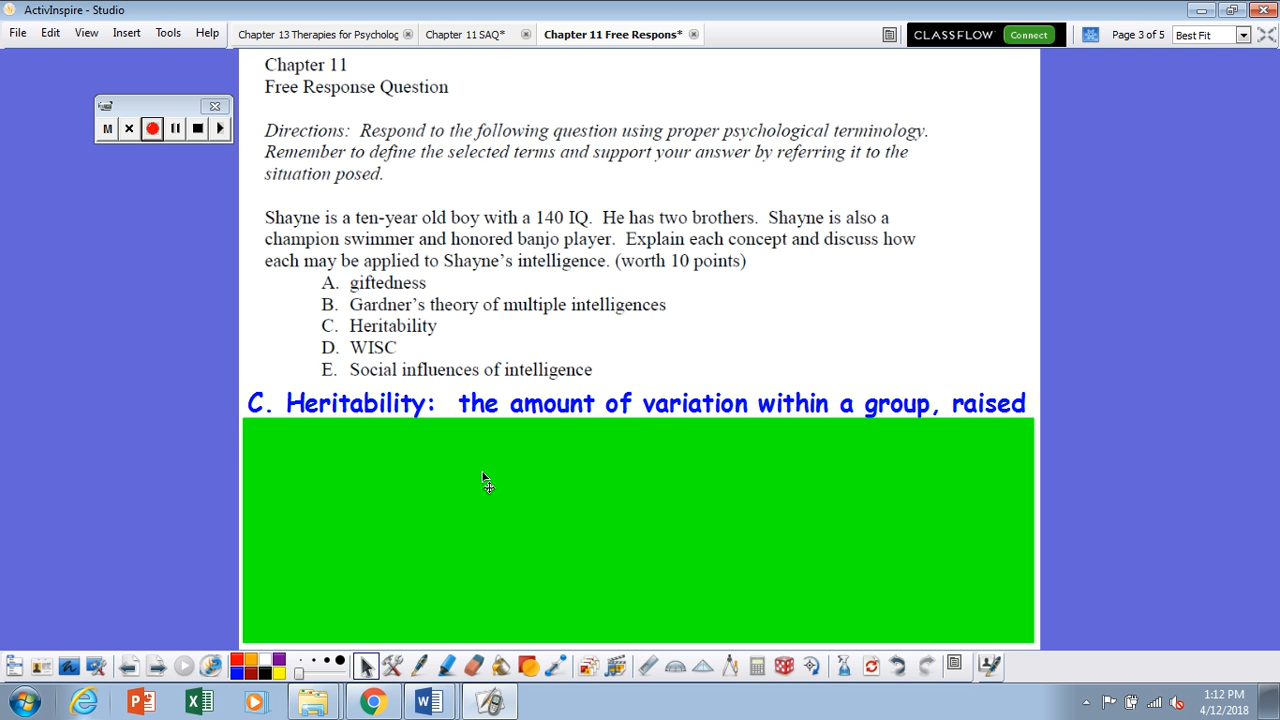 ActivInspire - Studio
File Edit View Insert Tools Help
Chapter 13 Therapies for Psycholog
Chapter 11 SAQ*
Chapter 11 Free Respons*
CLASSFLOW
Connect
Page 3 of 5
Best Fit
M
Chapter 11
Free Response Question
Directions: Respond to the following question using proper psychological terminology.
Remember to define the selected terms and support your answer by referring it to the
situation posed.
Shayne is a ten-year old boy with a 140 IQ. He has two brothers. Shayne is also a
champion swimmer and honored banjo player. Explain each concept and discuss how
each may be applied to Shayne's intelligence. (worth 10 points)
A. giftedness
B. Gardner's theory of multiple intelligences
C. Heritability
D. WISC
E. Social influences of intelligence
C. Heritability: the amount of variation within a group, raised
1:12 PM
4/12/2018